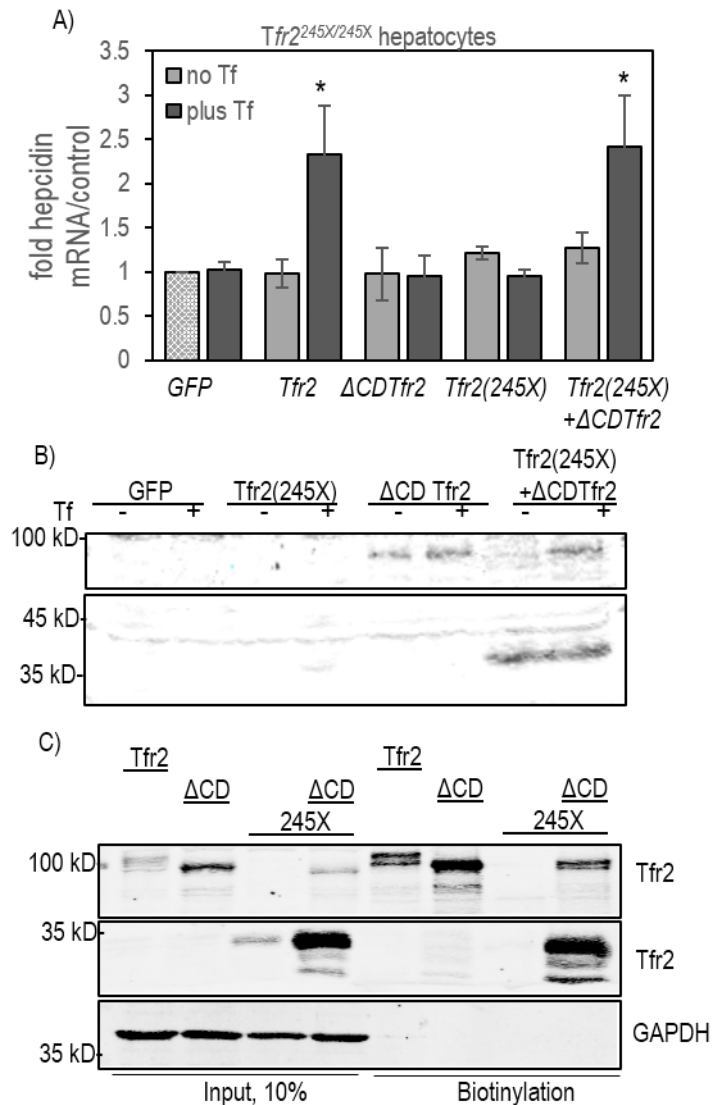 A)
Tfr2245X/245X hepatocytes
fold hepcidin
mRNA/control
3.5
3
2.5
2
1.5
1
0.5
0
no Tf
plus Tf
*
*
GFP Tfr2 ΔCDTfr2 Tfr2(245X) Tfr2(245X)
+ΔCDTfr2
B)
GFP Tfr2(245X) ΔCD Tfr2 Tfr2(245X)
+ΔCDTfr2
Tf - + - + - + - +
100 kD
45 kD
35 kD
C)
Tfr2 Tfr2
ΔCD ΔCD ΔCD ΔCD
245X 245X
100 kD Tfr2
35 kD Tfr2
GAPDH
35 kD
Input, 10% Biotinylation